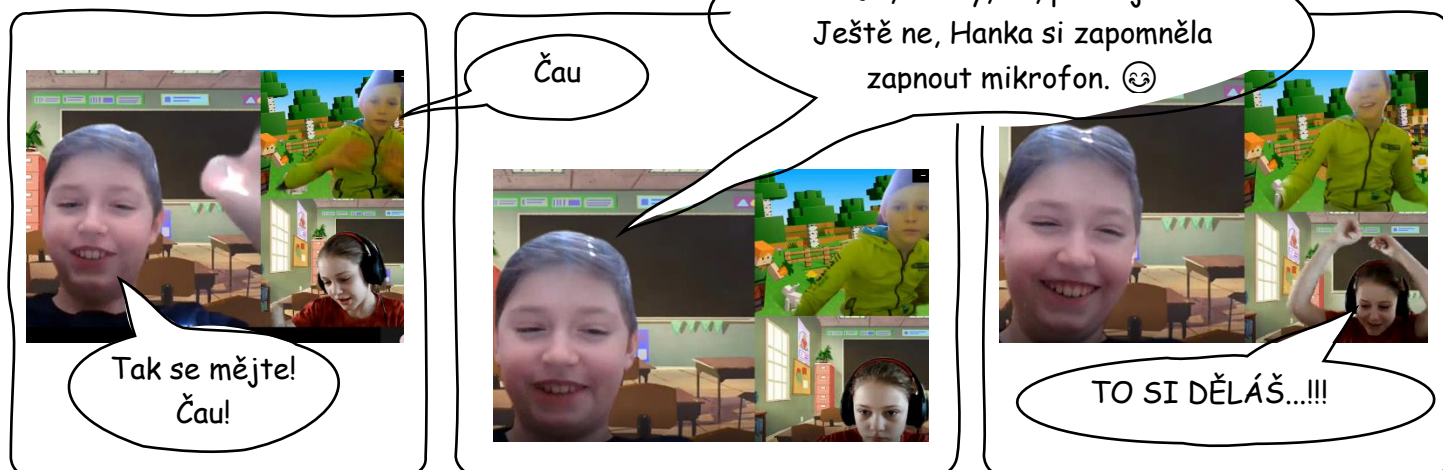 Tak se mějte!
Čau!
Čau
Ještě ne, Hanka si zapomněla
zapnout mikrofon. 😊
TO SI DĚLÁŠ...!!!